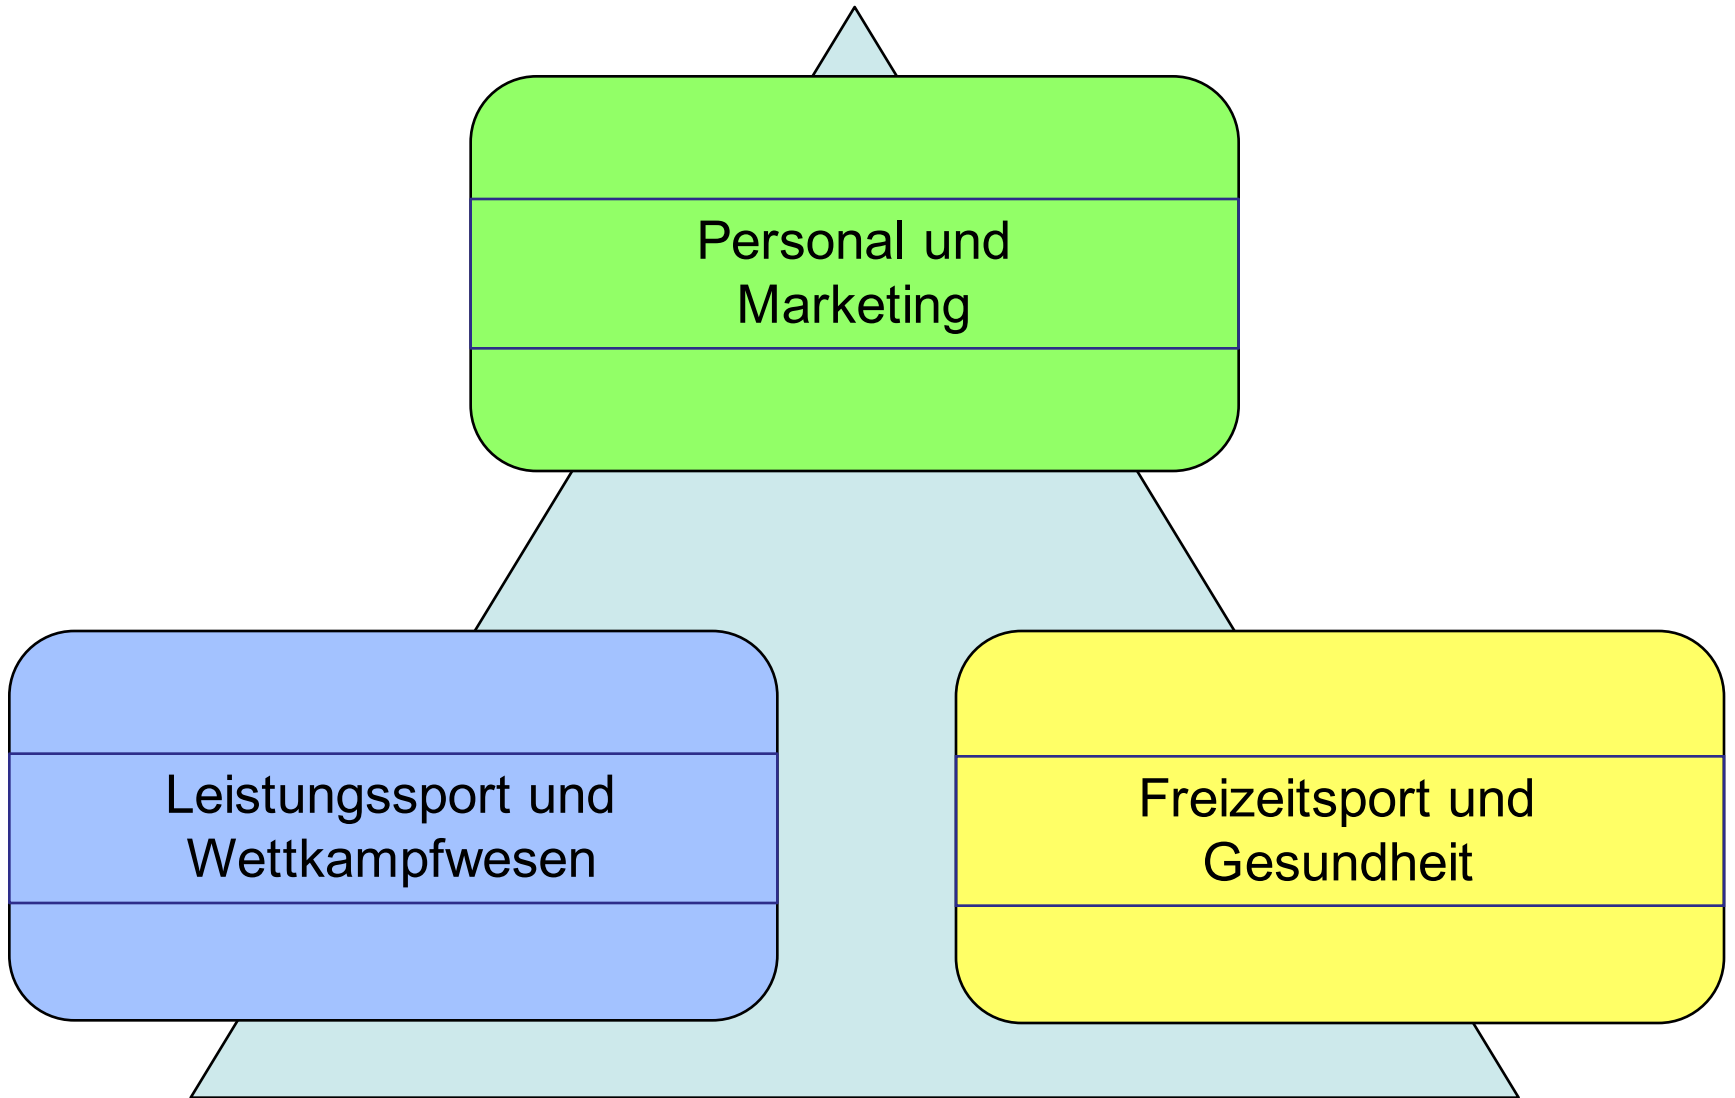 Personal und
Marketing
Leistungssport und
Wettkampfwesen
Freizeitsport und
Gesundheit